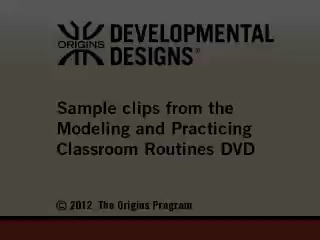 ORIGINS
DEVELOPMENTAL
DESIGNS®
Sample clips from the
Modeling and Practicing
Classroom Routines DVD
© 2012 The Origins Program